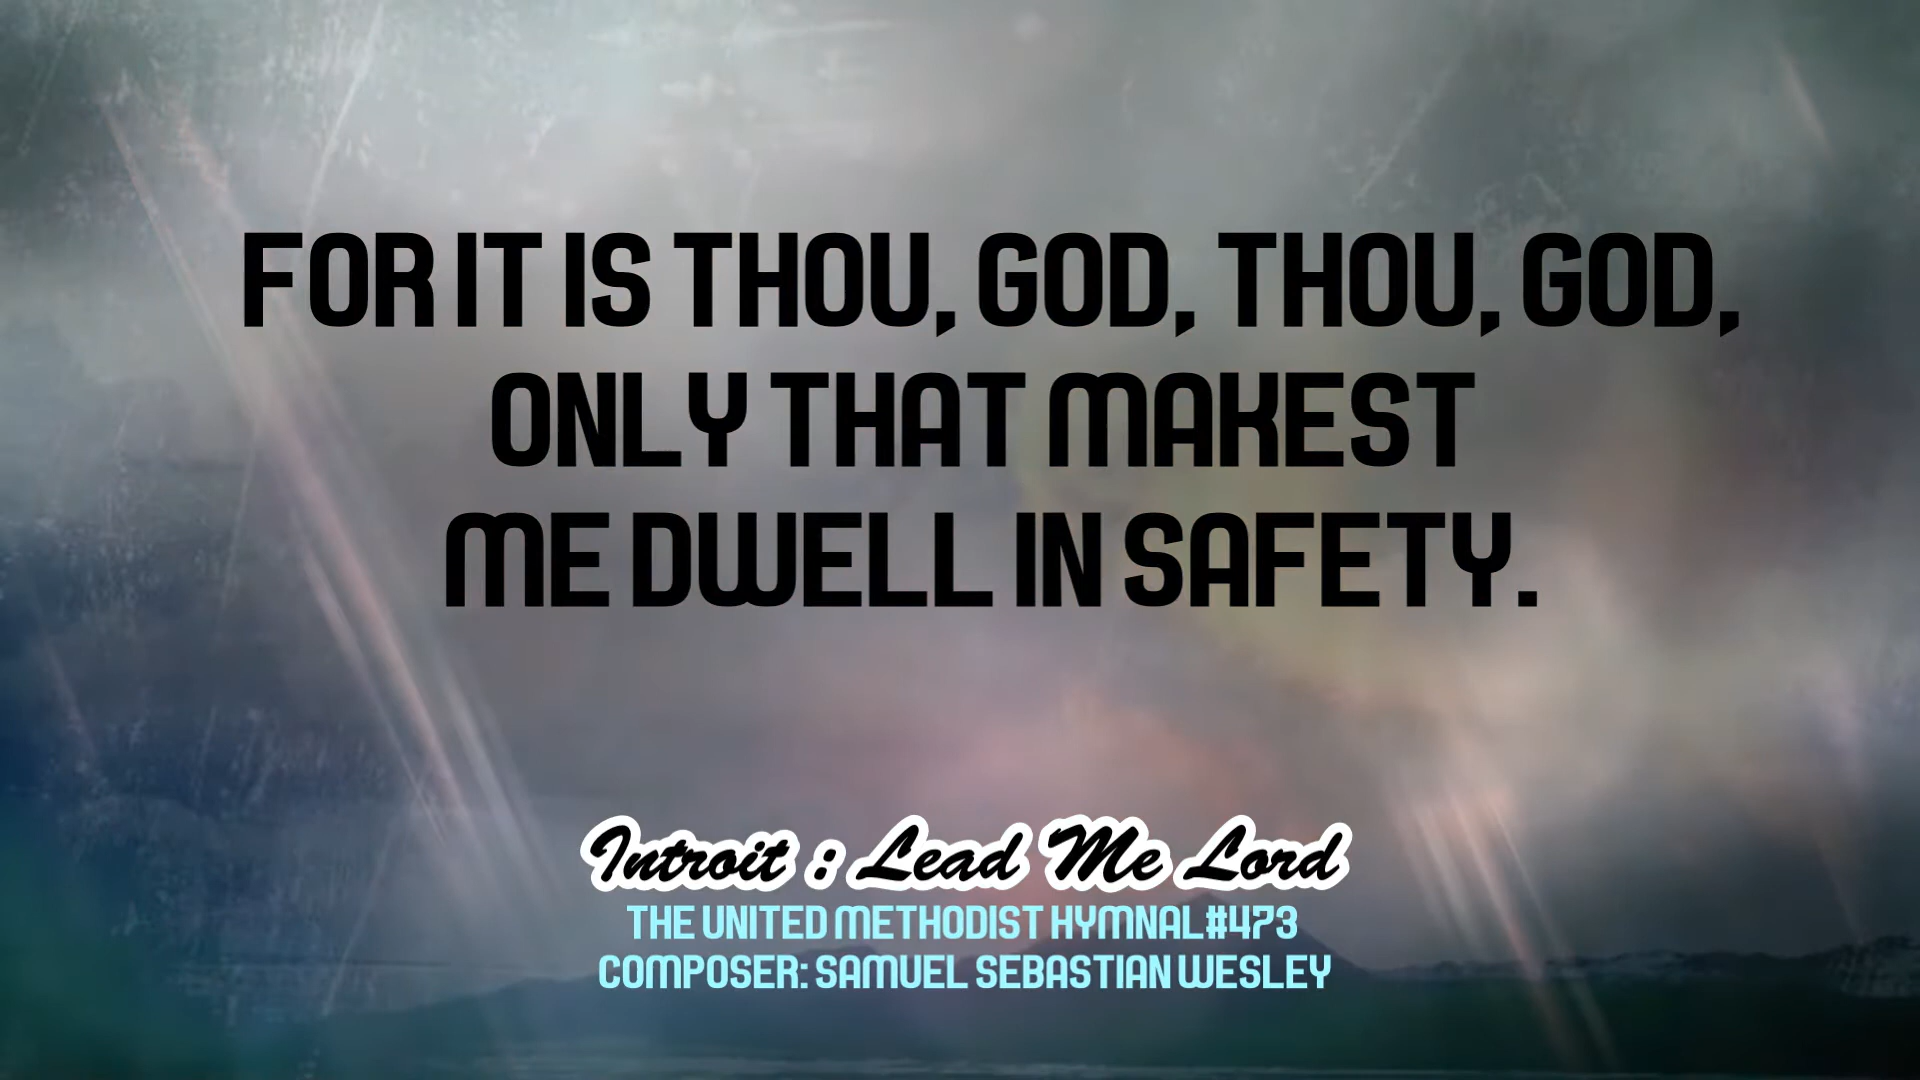 FOR IT IS THOU, GOD, THOU, GOD,
ONLY THAT MAKEST
ME DWELL IN SAFETY.
Introit : Lead Me Lord
THE UNITED METHODIST HYMNAL #473
COMPOSER: SAMUEL SEBASTIAN WESLEY